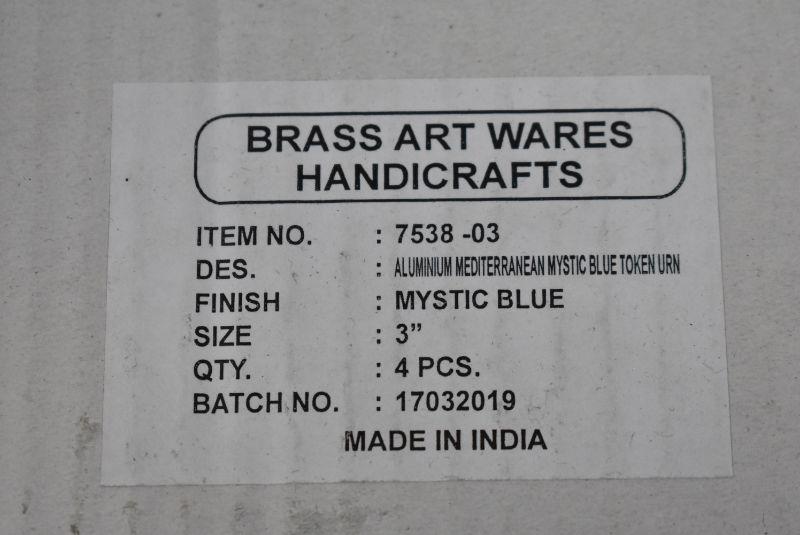 BRASS ART WARES
HANDICRAFTS
ITEM NO. : 7538 -03
DES. : ALUMINIUM MEDITERRANEAN MYSTIC BLUE TOKEN URN
FINISH : MYSTIC BLUE
SIZE : 3”
QTY. : 4 PCS.
BATCH NO. : 17032019
MADE IN INDIA